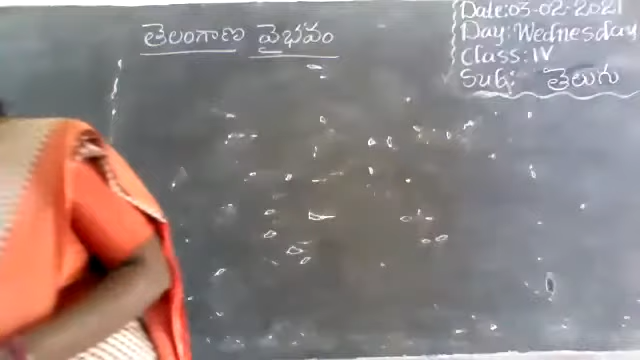 తెలంగాణ వైభవం
Date:03-02-2021
Day: Wednesday
Class: IV
Sub: తెలుగు